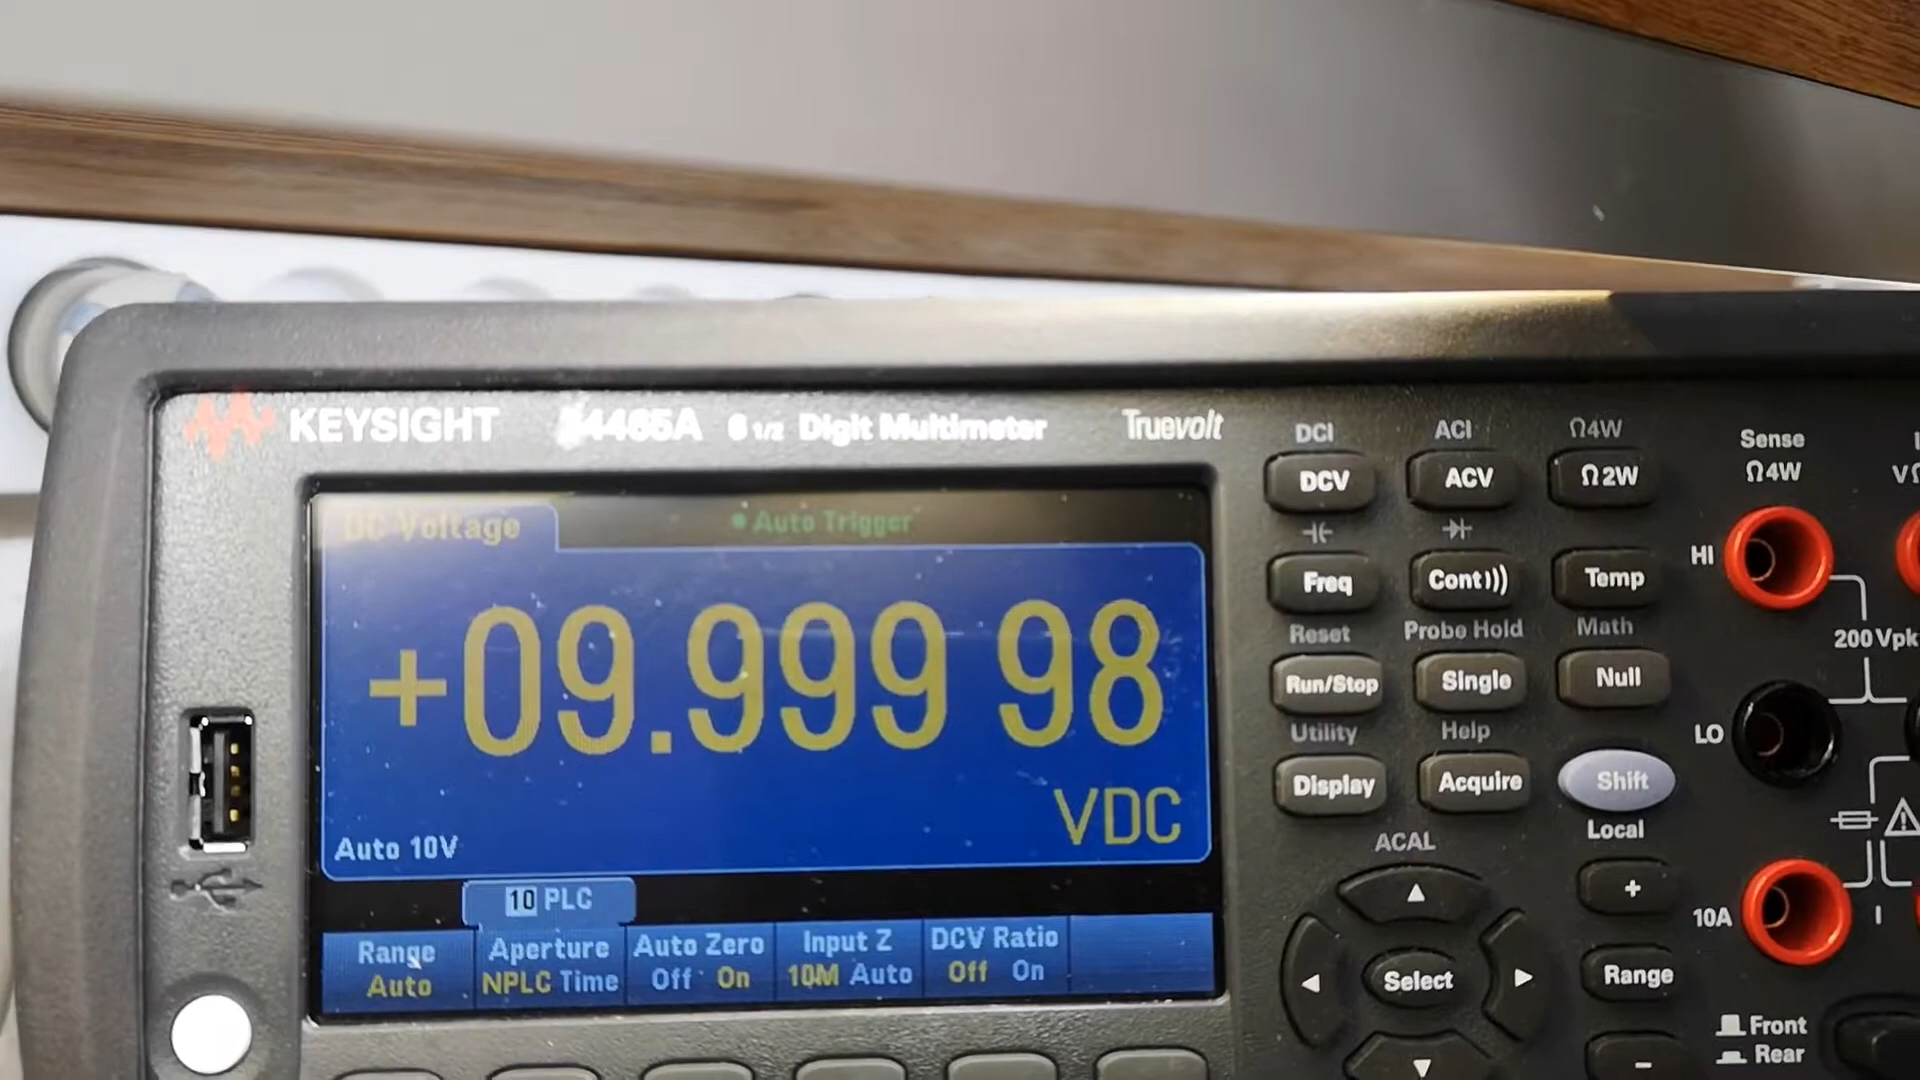 KEYSIGHT 34465A 6 1/2 Digit Multimeter Truevolt
DC Voltage
Auto Trigger
+09.999 98
VDC
Auto 10V
10 PLC
Range
Auto
Aperture
NPLC Time
Auto Zero
Off On
Input Z
10M Auto
DCV Ratio
Off On
DCI ACI Ω4W
DCV ACV Ω2W
Freq Cont))) Temp
Reset Probe Hold Math
Run/Stop Single Null
Utility Help
Display Acquire Shift
Local
ACAL
Select
+
Range
−
Sense
Ω4W
HI
200 Vpk
LO
10A
I
Front
Rear